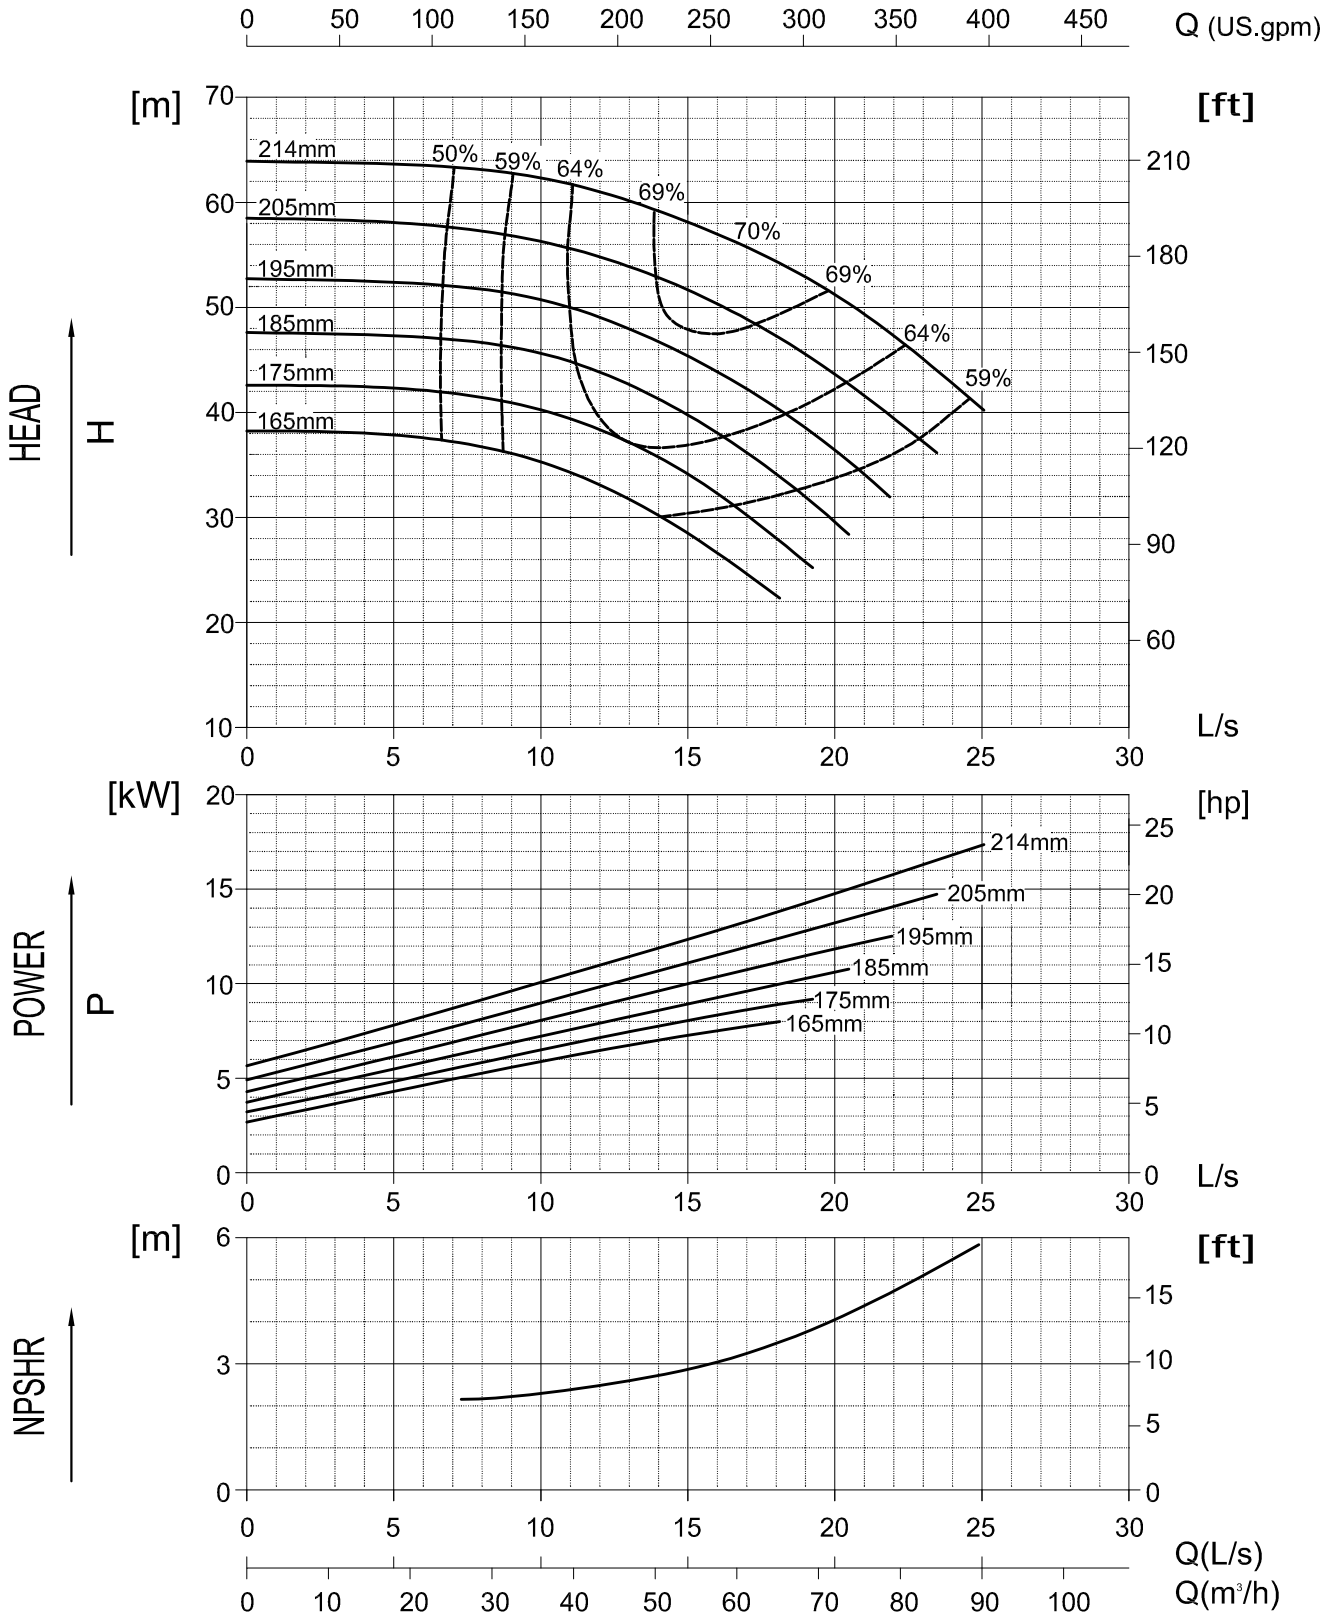 0 50 100 150 200 250 300 350 400 450 Q (US.gpm)
[m] 70 [ft]
214mm 50% 59% 64% 69% 210
60 205mm 70% 180
195mm 69%
50 185mm 64% 150
175mm 59%
40 165mm 120
30 90
20 60
10 L/s
0 5 10 15 20 25 30
HEAD
H
[kW] 20 [hp]
214mm 25
15 205mm 20
195mm 15
10 185mm
175mm
165mm 10
5 5
0 0 L/s
0 5 10 15 20 25 30
POWER
P
[m] 6 [ft]
15
3 10
5
0 0
0 5 10 15 20 25 30
NPSHR
Q(L/s)
0 10 20 30 40 50 60 70 80 90 100 Q(m³/h)